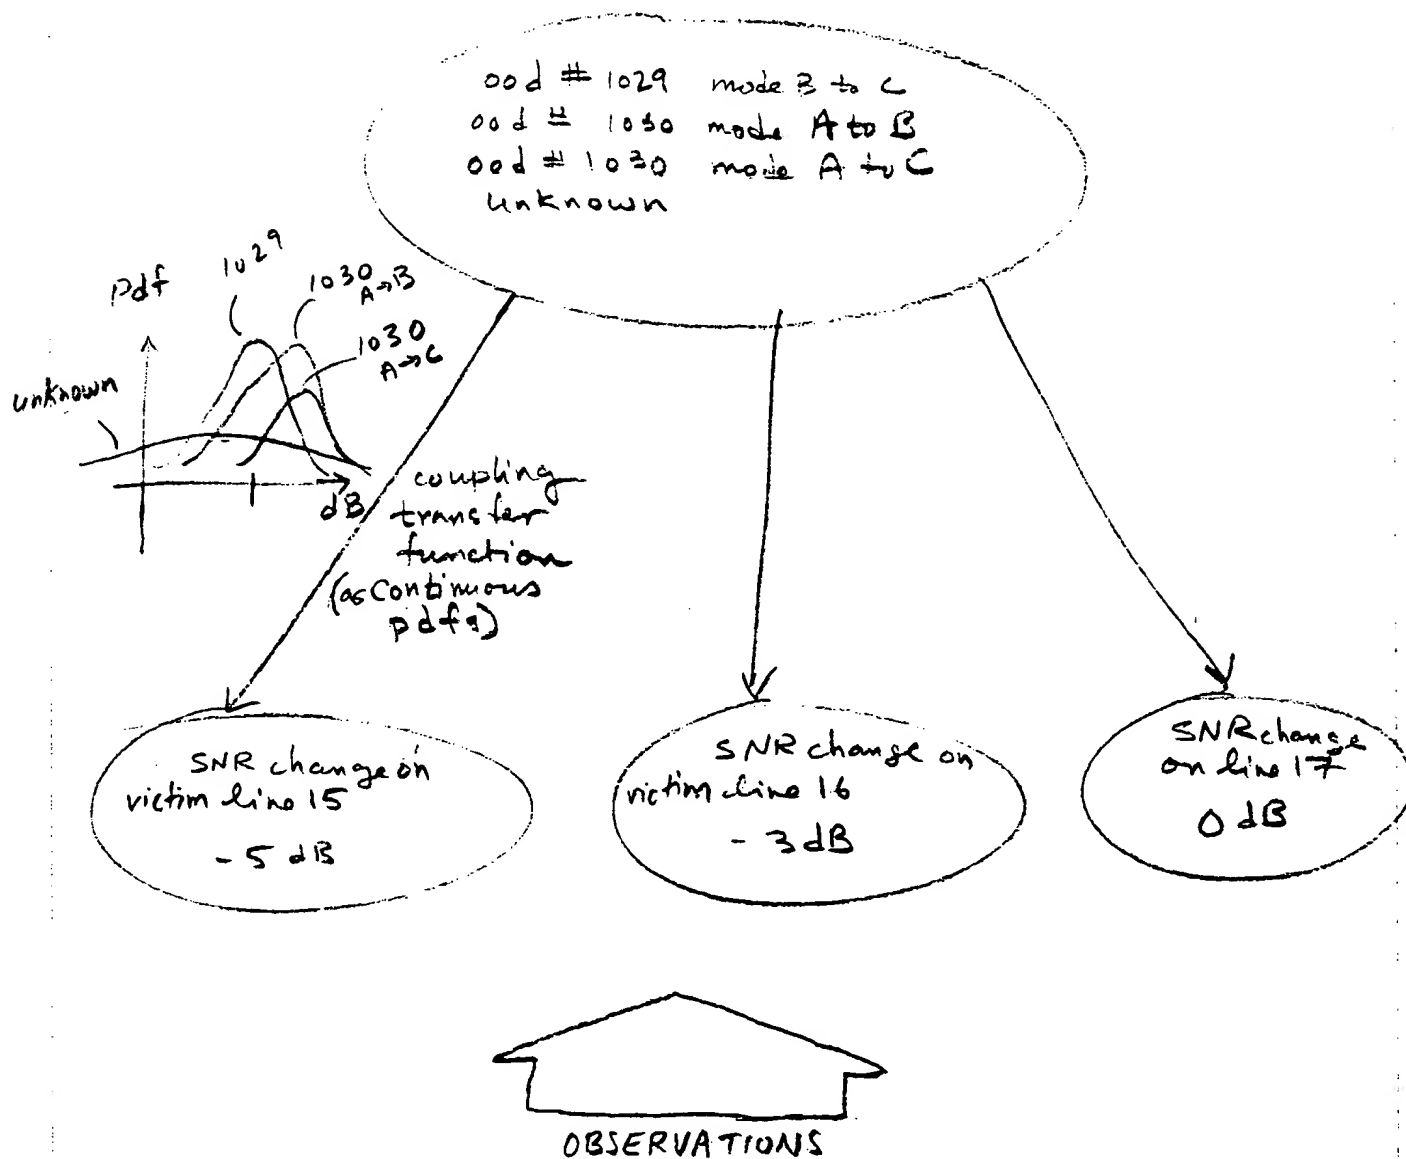 ood # 1029 mode B to C
ood # 1030 mode A to B
ood # 1030 mode A to C
unknown
Pdf
1029
1030
A→B
1030
A→C
unknown
dB
coupling
transfer
function
(as continuous
pdfs)
SNR change on
victim line 15
- 5 dB
SNR change on
victim line 16
- 3 dB
SNR change
on line 17
0 dB
OBSERVATIONS